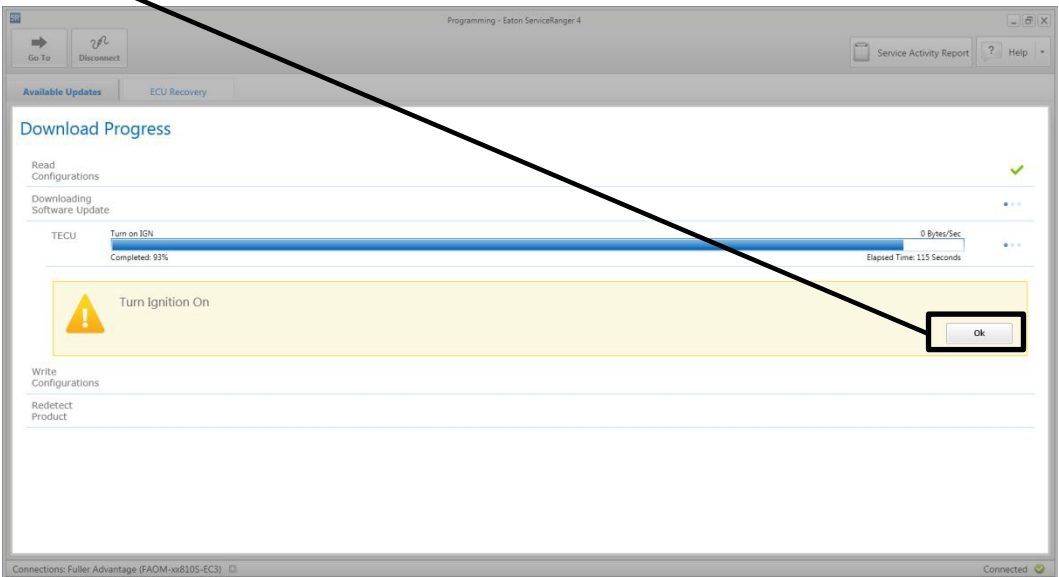 SR
Programming - Eaton ServiceRanger 4
Go To
Disconnect
Service Activity Report
? Help
Available Updates
ECU Recovery
Download Progress
Read
Configurations
Downloading
Software Update
TECU
Turn on IGN
0 Bytes/Sec
Completed: 93%
Elapsed Time: 115 Seconds
Turn Ignition On
Ok
Write
Configurations
Redetect
Product
Connections: Fuller Advantage (FAOM-xx810S-EC3)
Connected